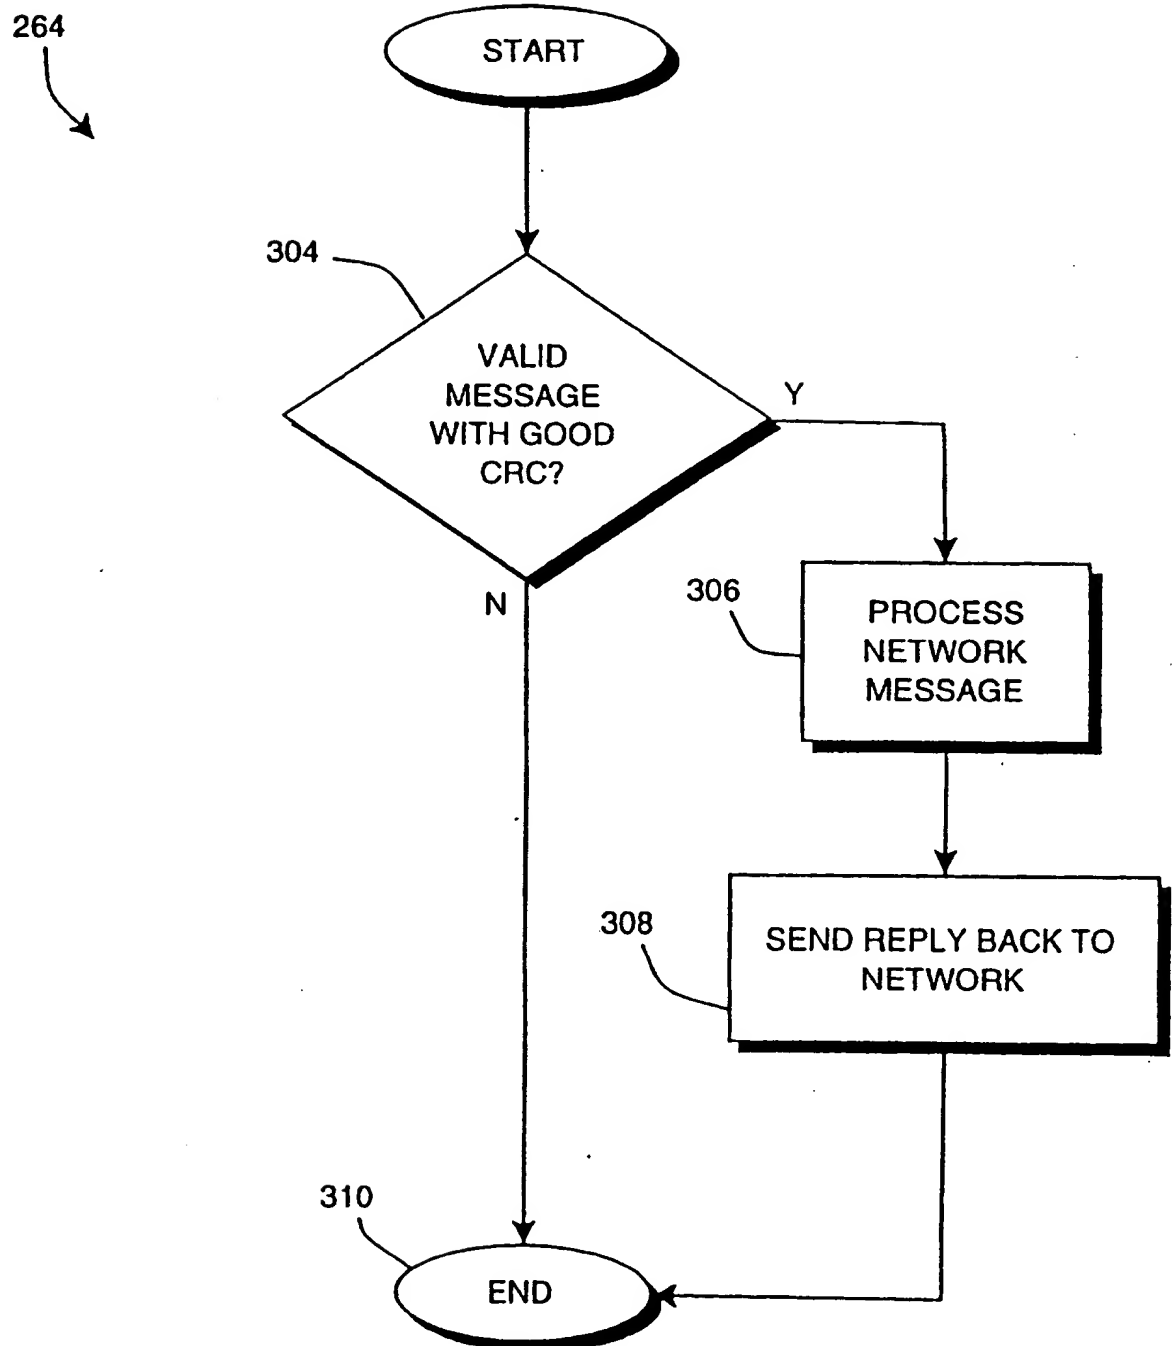 264
START
304
VALID
MESSAGE
WITH GOOD
CRC?
Y
N
306
PROCESS
NETWORK
MESSAGE
308
SEND REPLY BACK TO
NETWORK
310
END